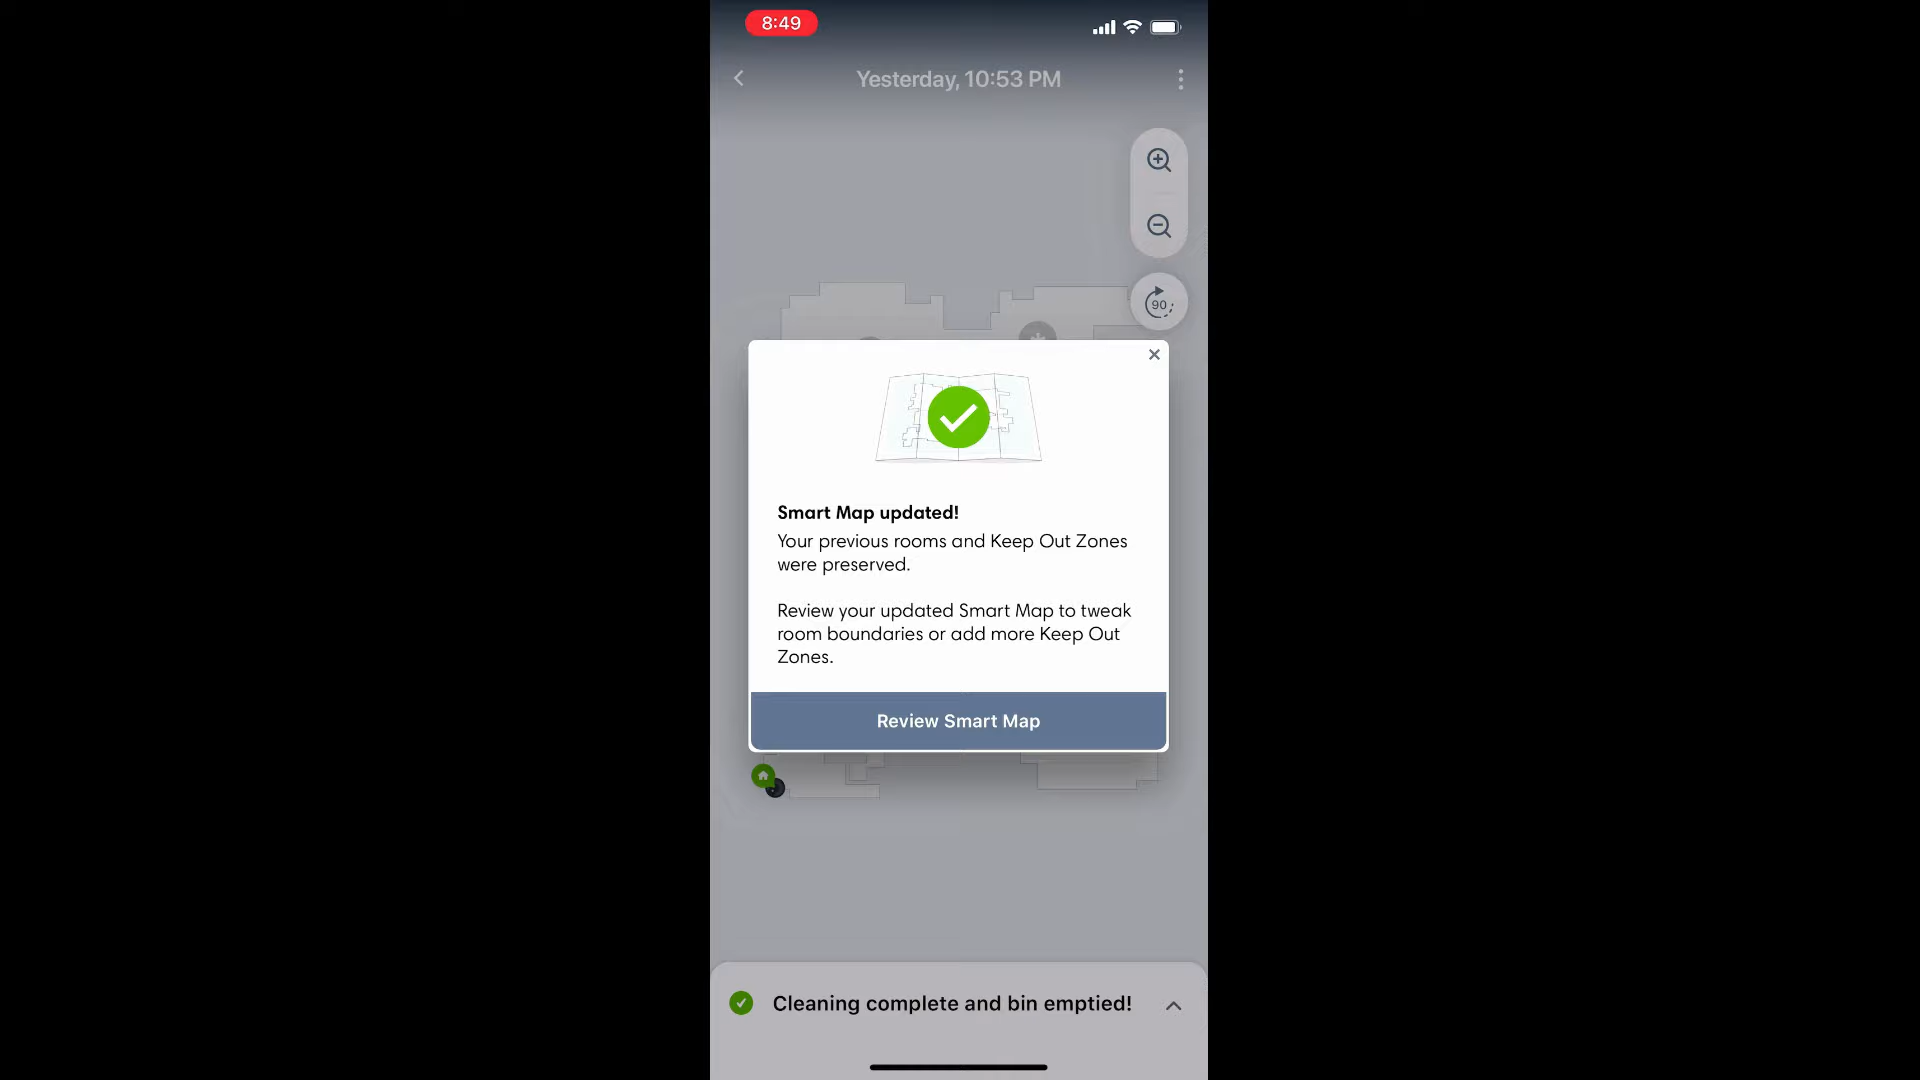 8:49
Yesterday, 10:53 PM
90
Smart Map updated!
Your previous rooms and Keep Out Zones
were preserved.
Review your updated Smart Map to tweak
room boundaries or add more Keep Out
Zones.
Review Smart Map
Cleaning complete and bin emptied!